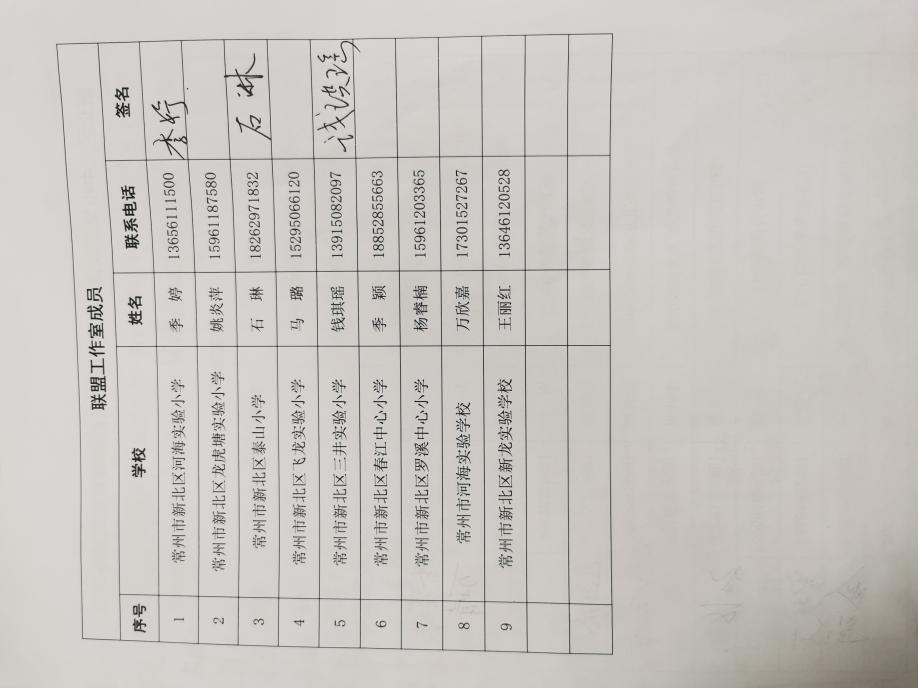 联盟工作室成员
序号 学校 姓名 联系电话 签名
1 常州市新北区河海实验小学 季婷 13656111500 季婷
2 常州市新北区龙虎塘实验小学 姚炎萍 15961187580
3 常州市新北区泰山小学 石琳 18262971832 石琳
4 常州市新北区飞龙实验小学 马璐 15295066120
5 常州市新北区三井实验小学 钱琪瑶 13915082097 钱琪瑶
6 常州市新北区春江中心小学 季颖 18852855663
7 常州市新北区罗溪中心小学 杨睿楠 15961203365
8 常州市河海实验学校 万欣嘉 17301527267
9 常州市新北区新龙实验学校 王丽红 13646120528